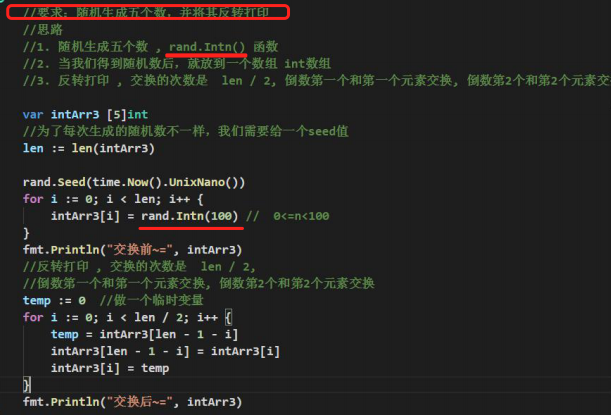 //要求：随机生成五个数，并将其反转打印
//思路
//1. 随机生成五个数 , rand.Intn() 函数
//2. 当我们得到随机数后，就放到一个数组 int数组
//3. 反转打印 , 交换的次数是  len / 2, 倒数第一个和第一个元素交换, 倒数第2个和第2个元素交
var intArr3 [5]int
//为了每次生成的随机数不一样，我们需要给一个seed值
len := len(intArr3)
rand.Seed(time.Now().UnixNano())
for i := 0; i < len; i++ {
    intArr3[i] = rand.Intn(100) //  0<=n<100
}
fmt.Println("交换前~=", intArr3)
//反转打印 , 交换的次数是  len / 2,
//倒数第一个和第一个元素交换, 倒数第2个和第2个元素交换
temp := 0  //做一个临时变量
for i := 0; i < len / 2; i++ {
    temp = intArr3[len - 1 - i]
    intArr3[len - 1 - i] = intArr3[i]
    intArr3[i] = temp
}
fmt.Println("交换后~=", intArr3)